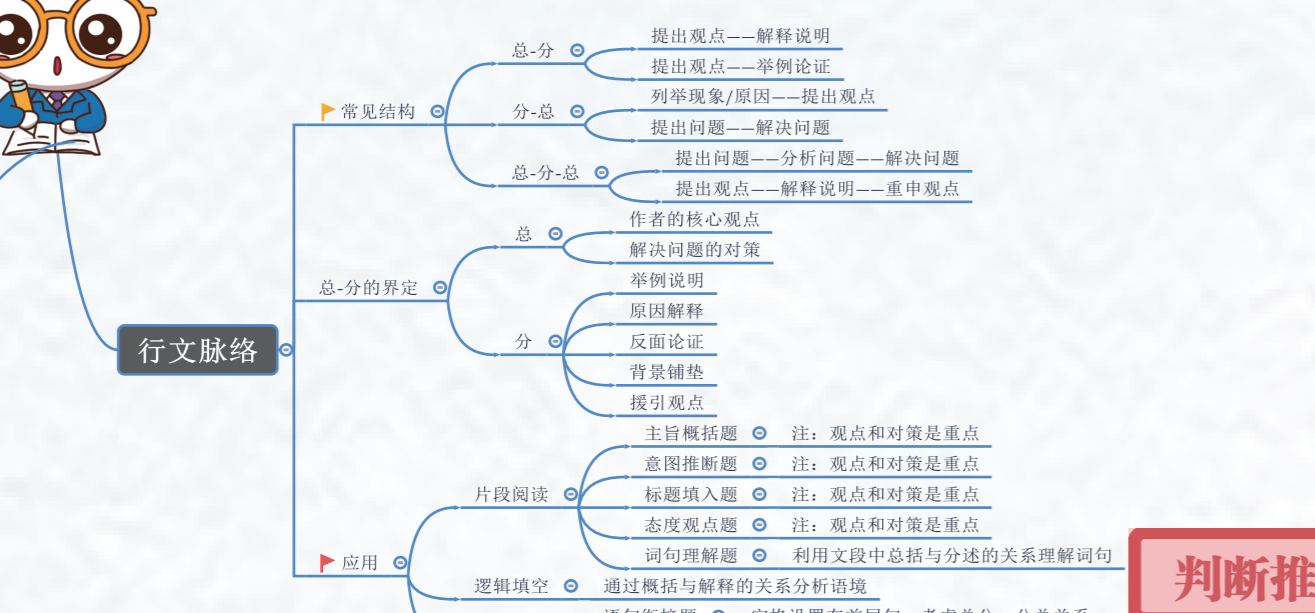 行文脉络
常见结构
总-分
提出观点——解释说明
提出观点——举例论证
分-总
列举现象/原因——提出观点
提出问题——解决问题
总-分-总
提出问题——分析问题——解决问题
提出观点——解释说明——重申观点
总-分的界定
总
作者的核心观点
解决问题的对策
分
举例说明
原因解释
反面论证
背景铺垫
援引观点
应用
片段阅读
主旨概括题 注：观点和对策是重点
意图推断题 注：观点和对策是重点
标题填入题 注：观点和对策是重点
态度观点题 注：观点和对策是重点
词句理解题 利用文段中总括与分述的关系理解词句
逻辑填空 通过概括与解释的关系分析语境
判断推